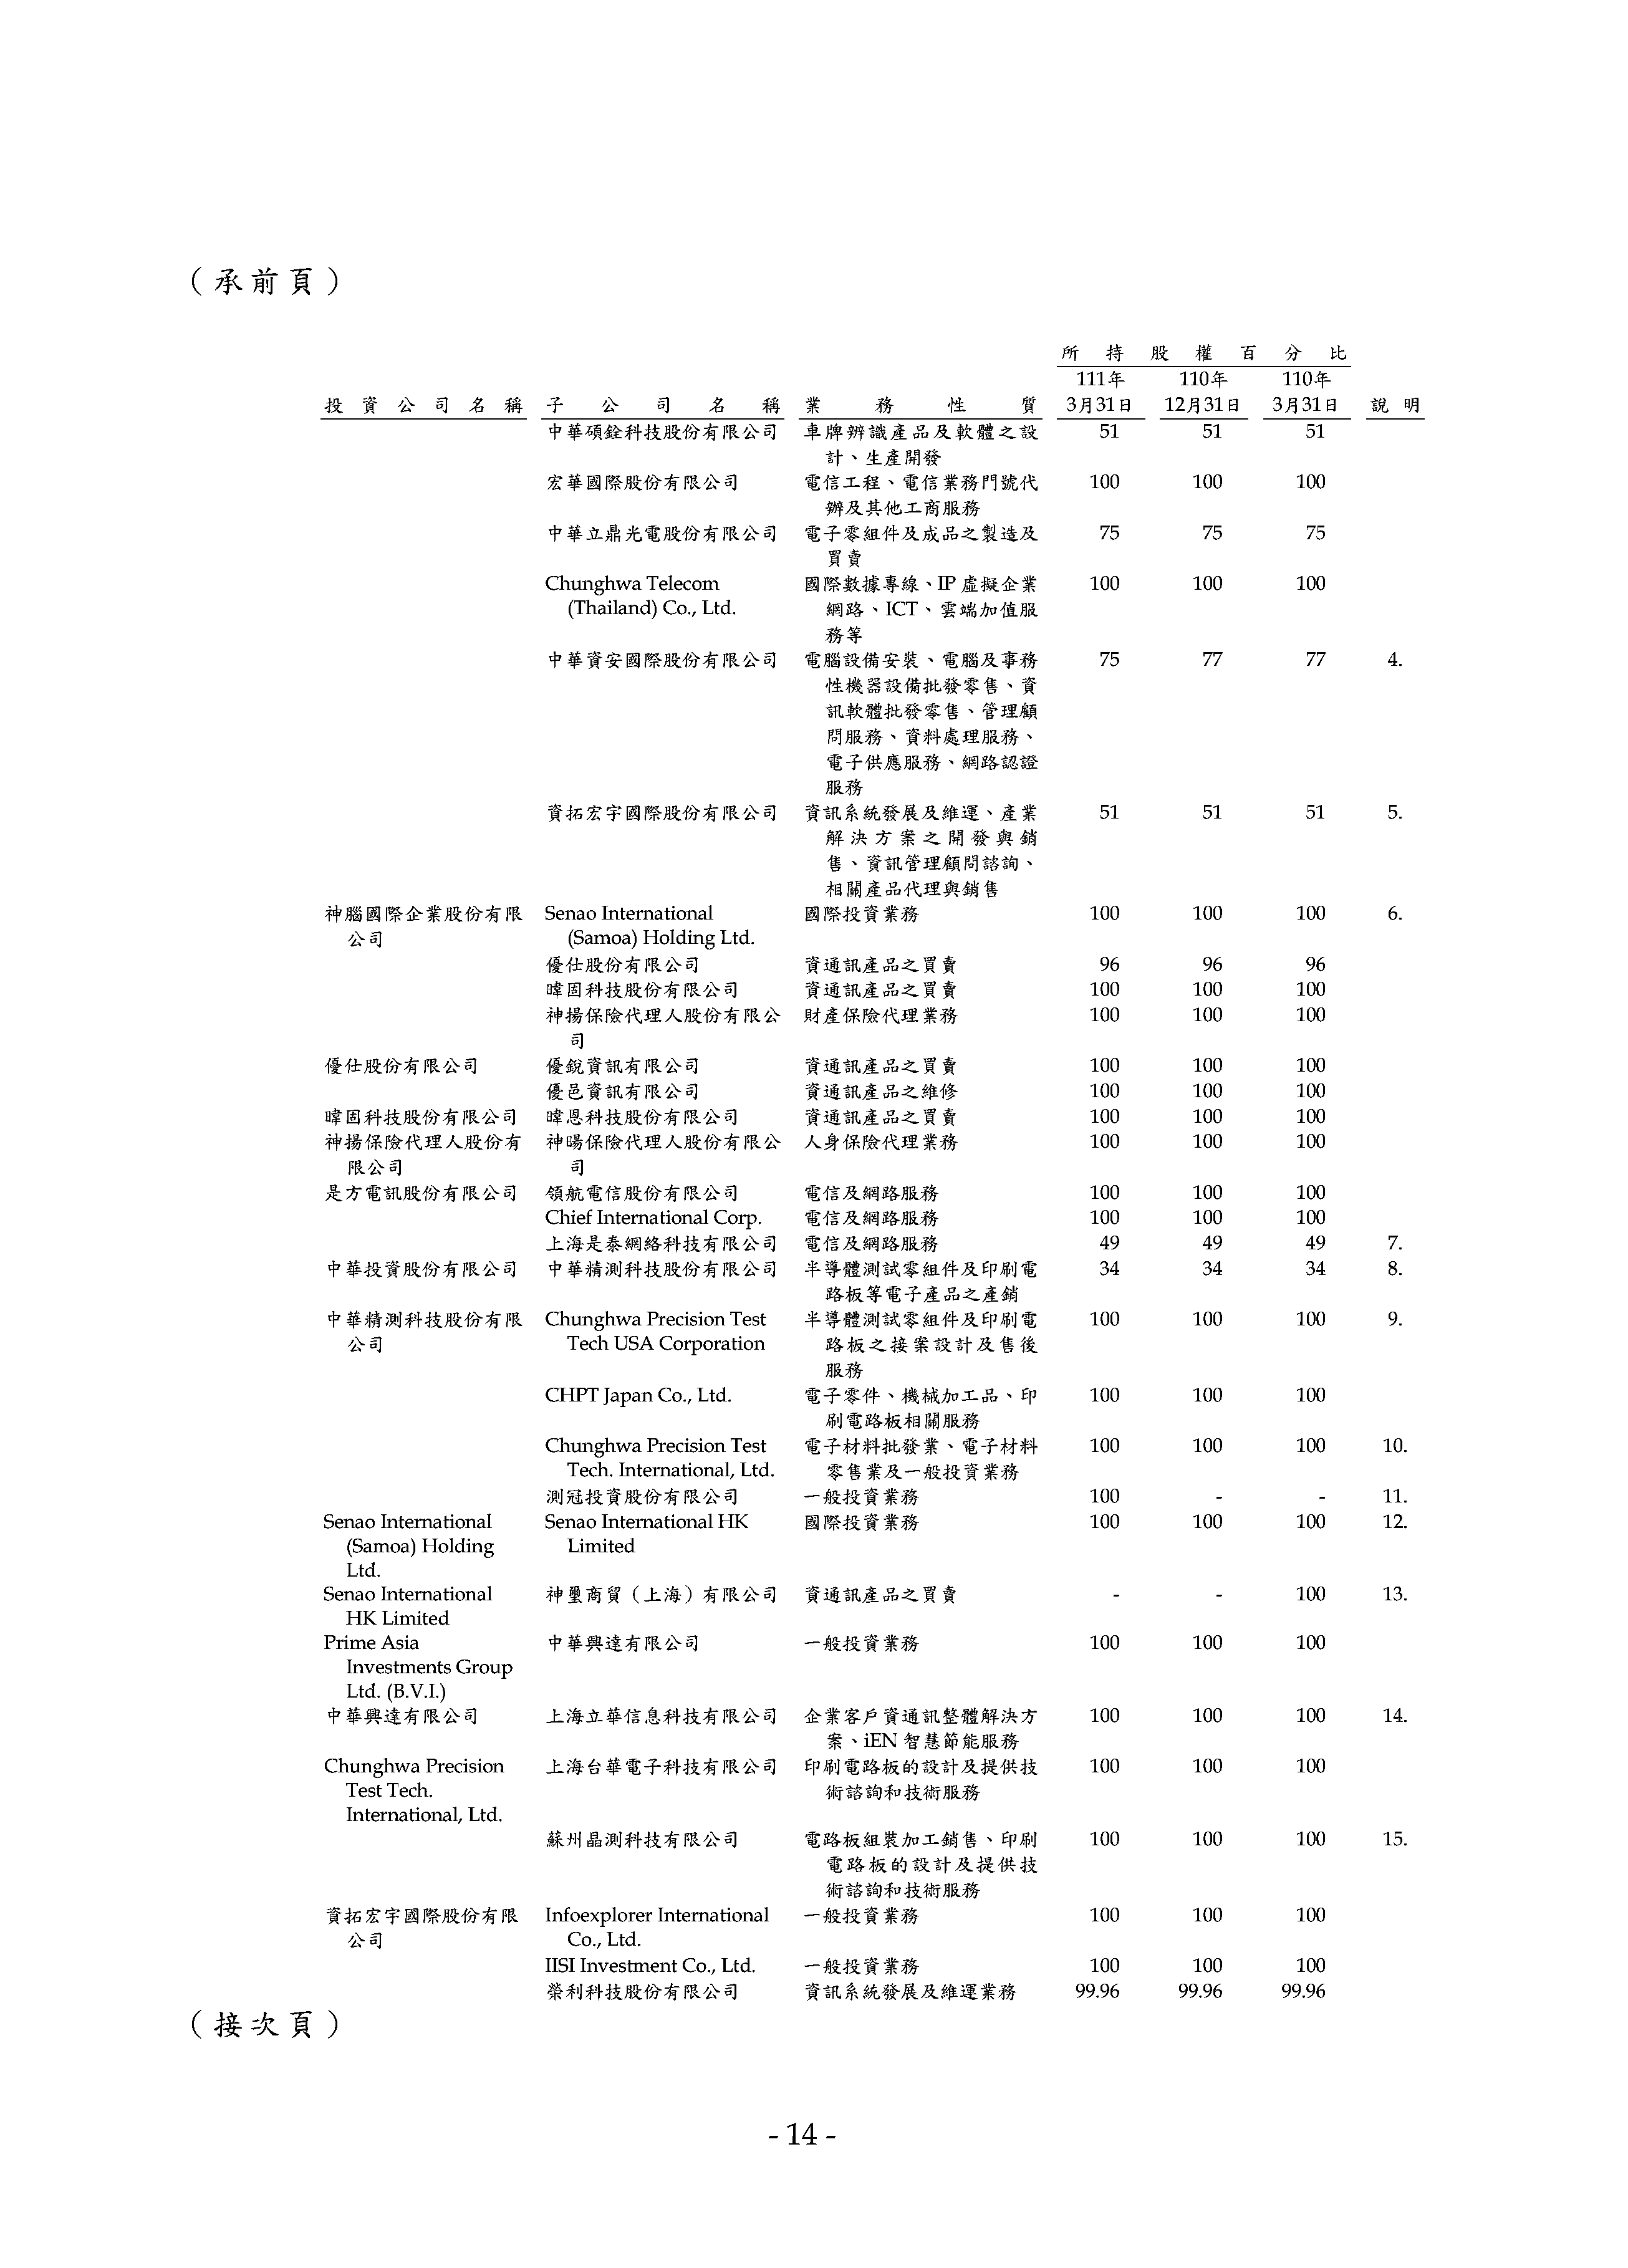 （承前頁）
所持股權百分比
111年 110年 110年
投資公司名稱 子公司名稱 業務性質 3月31日 12月31日 3月31日 說明
中華碩銓科技股份有限公司 車牌辨識產品及軟體之設 51 51 51
計、生產開發
宏華國際股份有限公司 電信工程、電信業務門號代 100 100 100
辦及其他工商服務
中華立鼎光電股份有限公司 電子零組件及成品之製造及 75 75 75
買賣
Chunghwa Telecom 國際數據專線、IP 虛擬企業 100 100 100
(Thailand) Co., Ltd. 網路、ICT、雲端加值服
務等
中華資安國際股份有限公司 電腦設備安裝、電腦及事務 75 77 77 4.
性機器設備批發零售、資
訊軟體批發零售、管理顧
問服務、資料處理服務、
電子供應服務、網路認證
服務
資拓宏宇國際股份有限公司 資訊系統發展及維運、產業 51 51 51 5.
解決方案之開發與銷
售、資訊管理顧問諮詢、
相關產品代理與銷售
神腦國際企業股份有限 Senao International 國際投資業務 100 100 100 6.
公司 (Samoa) Holding Ltd.
優仕股份有限公司 資通訊產品之買賣 96 96 96
暐固科技股份有限公司 資通訊產品之買賣 100 100 100
神揚保險代理人股份有限公 財產保險代理業務 100 100 100
司
優仕股份有限公司 優銳資訊有限公司 資通訊產品之買賣 100 100 100
優邑資訊有限公司 資通訊產品之維修 100 100 100
暐固科技股份有限公司 暐恩科技股份有限公司 資通訊產品之買賣 100 100 100
神揚保險代理人股份有 神暘保險代理人股份有限公 人身保險代理業務 100 100 100
限公司 司
是方電訊股份有限公司 領航電信股份有限公司 電信及網路服務 100 100 100
Chief International Corp. 電信及網路服務 100 100 100
上海是泰網絡科技有限公司 電信及網路服務 49 49 49 7.
中華投資股份有限公司 中華精測科技股份有限公司 半導體測試零組件及印刷電 34 34 34 8.
路板等電子產品之產銷
中華精測科技股份有限 Chunghwa Precision Test 半導體測試零組件及印刷電 100 100 100 9.
公司 Tech USA Corporation 路板之接案設計及售後
服務
CHPT Japan Co., Ltd. 電子零件、機械加工品、印 100 100 100
刷電路板相關服務
Chunghwa Precision Test 電子材料批發業、電子材料 100 100 100 10.
Tech. International, Ltd. 零售業及一般投資業務
測冠投資股份有限公司 一般投資業務 100 - - 11.
Senao International Senao International HK 國際投資業務 100 100 100 12.
(Samoa) Holding Limited
Ltd.
Senao International 神璽商貿（上海）有限公司 資通訊產品之買賣 - - 100 13.
HK Limited
Prime Asia 中華興達有限公司 一般投資業務 100 100 100
Investments Group
Ltd. (B.V.I.)
中華興達有限公司 上海立華信息科技有限公司 企業客戶資通訊整體解決方 100 100 100 14.
案、iEN 智慧節能服務
Chunghwa Precision 上海台華電子科技有限公司 印刷電路板的設計及提供技 100 100 100
Test Tech. 術諮詢和技術服務
International, Ltd.
蘇州晶測科技有限公司 電路板組裝加工銷售、印刷 100 100 100 15.
電路板的設計及提供技
術諮詢和技術服務
資拓宏宇國際股份有限 Infoexplorer International 一般投資業務 100 100 100
公司 Co., Ltd.
IISI Investment Co., Ltd. 一般投資業務 100 100 100
榮利科技股份有限公司 資訊系統發展及維運業務 99.96 99.96 99.96
（接次頁）
- 14 -